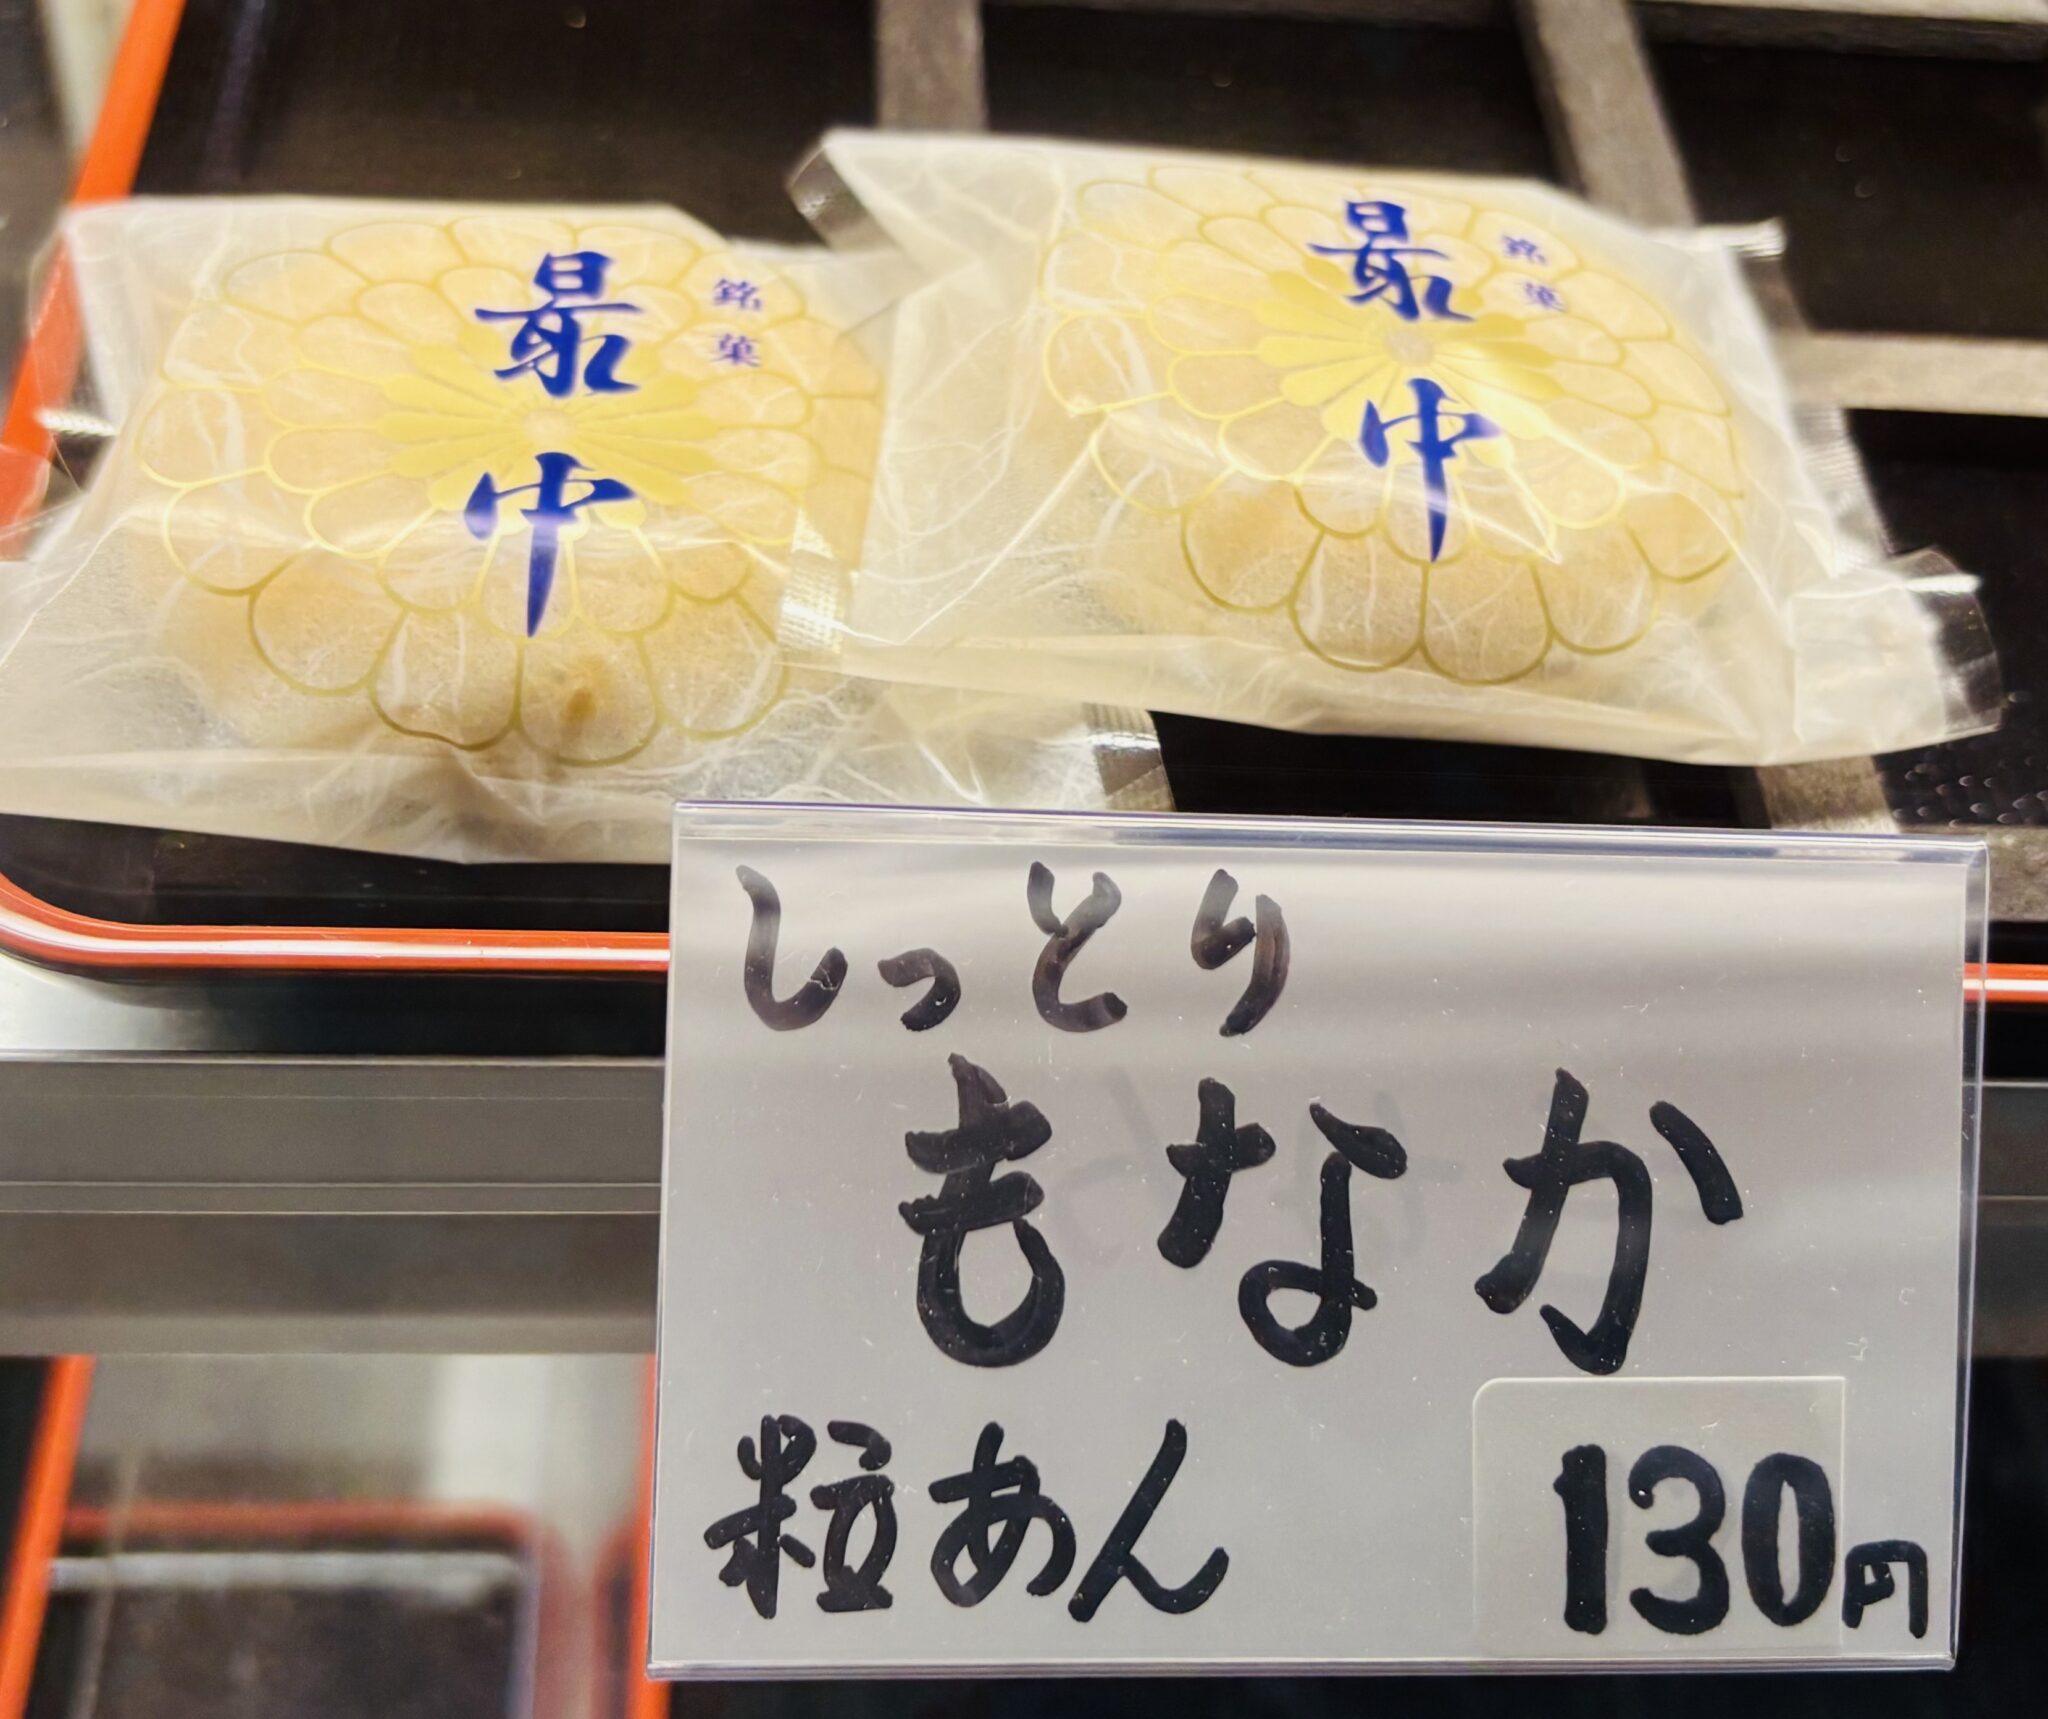 銘菓
最中
銘菓
最中
しっとり
もなか
粒あん
130円